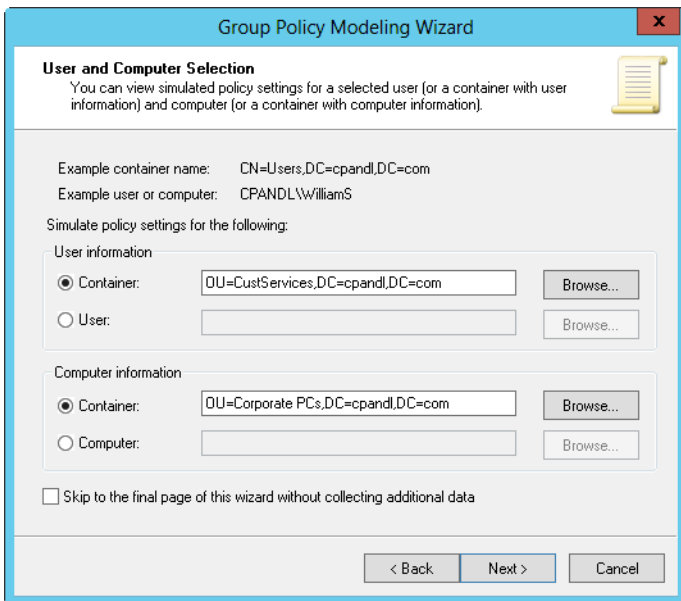 Group Policy Modeling Wizard
x
User and Computer Selection
You can view simulated policy settings for a selected user (or a container with user
information) and computer (or a container with computer information).
Example container name: CN=Users,DC=cpandl,DC=com
Example user or computer: CPANDL\WilliamS
Simulate policy settings for the following:
User information
Container: OU=CustServices,DC=cpandl,DC=com Browse...
User: Browse...
Computer information
Container: OU=Corporate PCs,DC=cpandl,DC=com Browse...
Computer: Browse...
Skip to the final page of this wizard without collecting additional data
< Back Next > Cancel